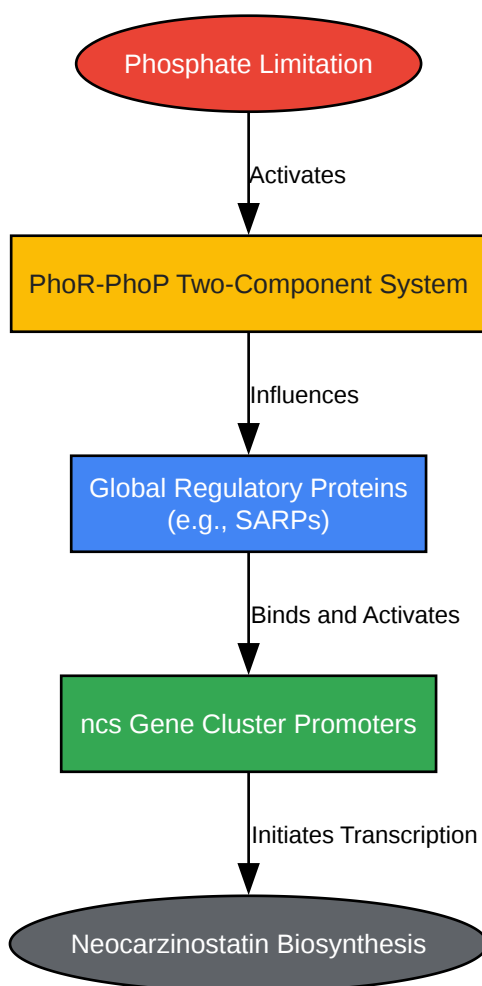 Phosphate Limitation
Activates
PhoR-PhoP Two-Component System
Influences
Global Regulatory Proteins
(e.g., SARPs)
Binds and Activates
ncs Gene Cluster Promoters
Initiates Transcription
Neocarzinostatin Biosynthesis